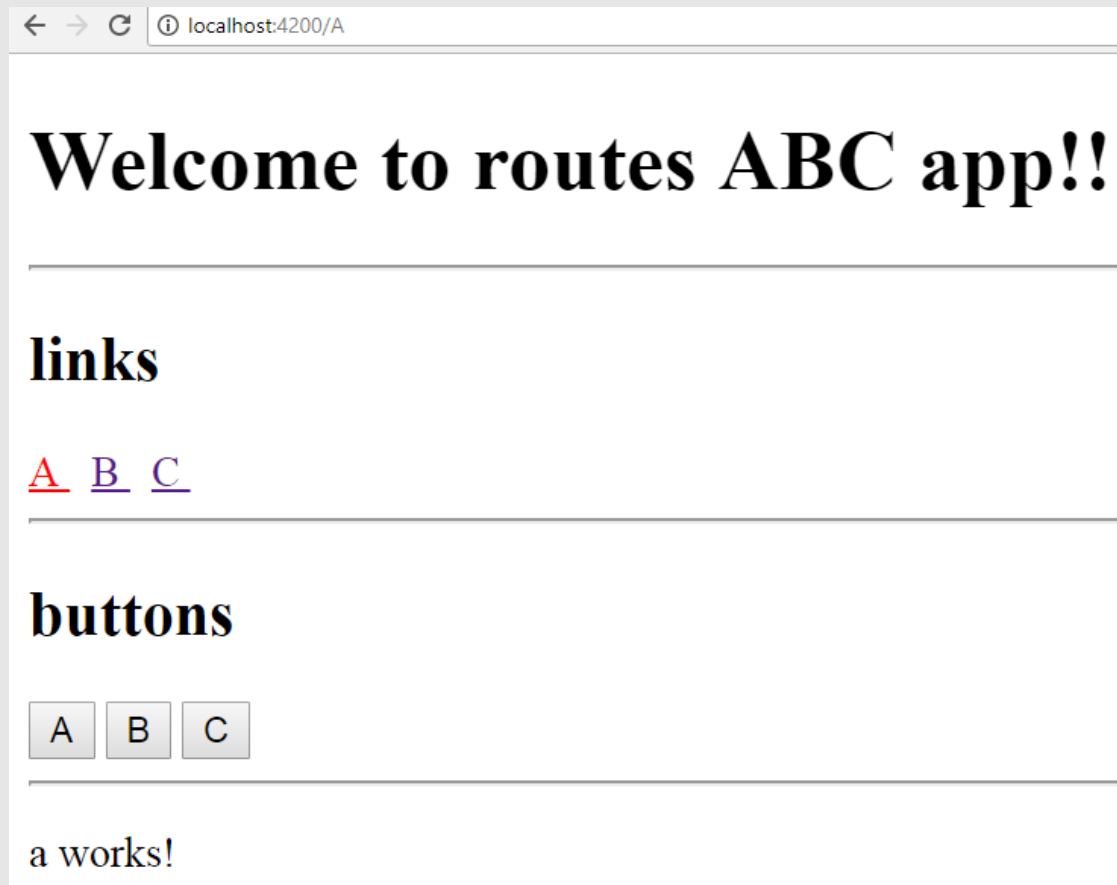 localhost:4200/A
Welcome to routes ABC app!!
links
A B C
buttons
A B C
a works!